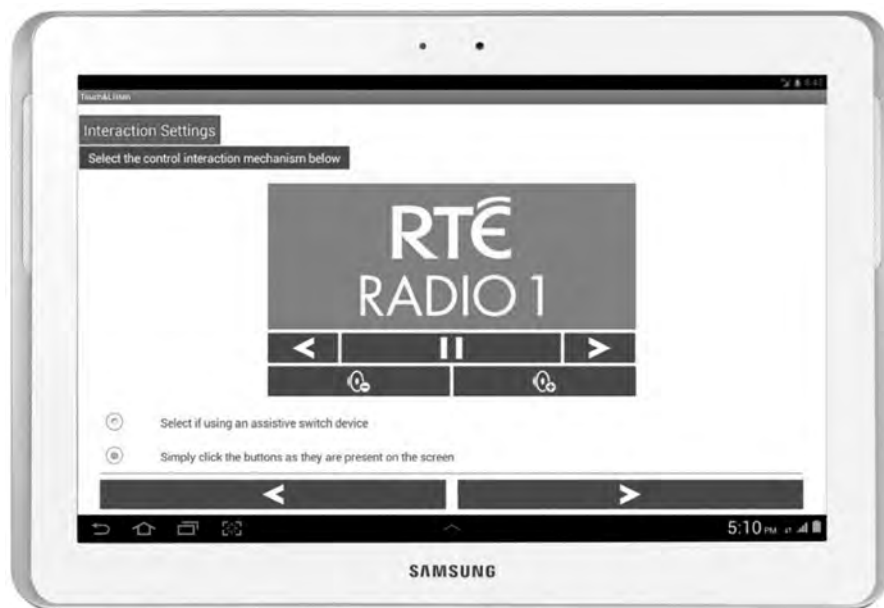 Touch&Listen
Interaction Settings
Select the control interaction mechanism below
RTÉ
RADIO 1
Select if using an assistive switch device
Simply click the buttons as they are present on the screen
5:10 PM
SAMSUNG